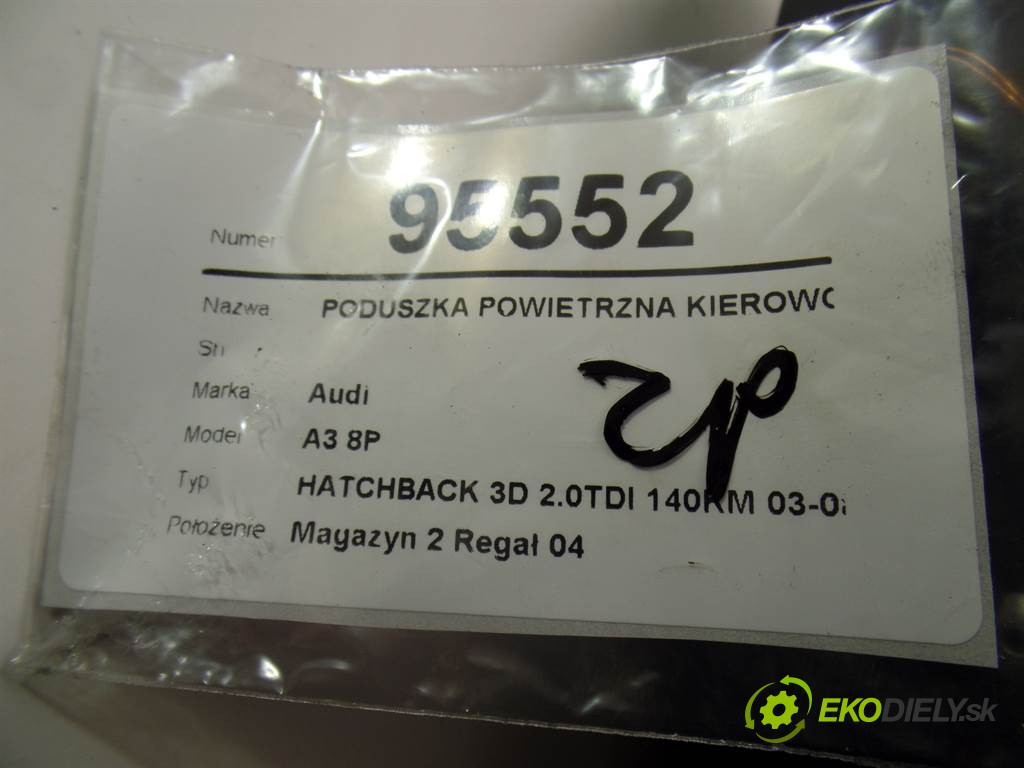 Numer 95552
Nazwa PODUSZKA POWIETRZNA KIEROWC
Marka Audi
Model A3 8P
Typ HATCHBACK 3D 2.0TDI 140KM 03-0
Położenie Magazyn 2 Regał 04
EKODIELY.sk